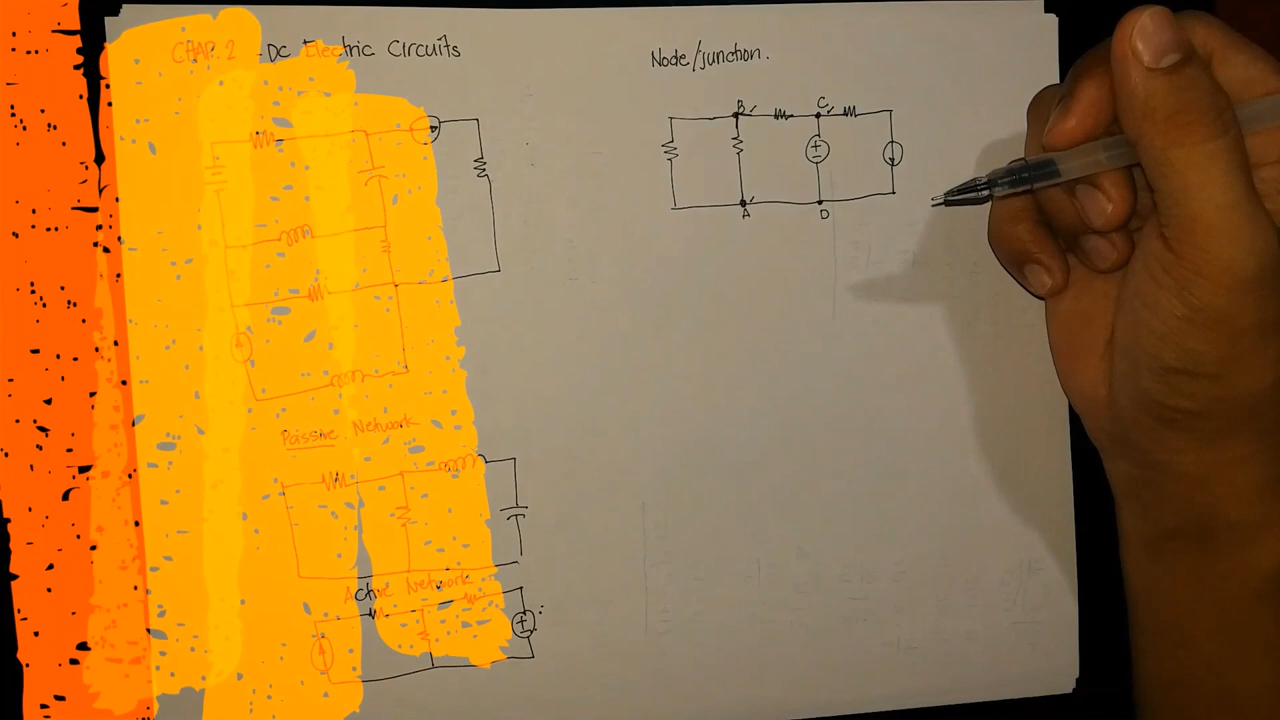 CHAP. 2 - DC Electric Circuits
Node/junction.
B
C
A
D
Passive Network
Active Network